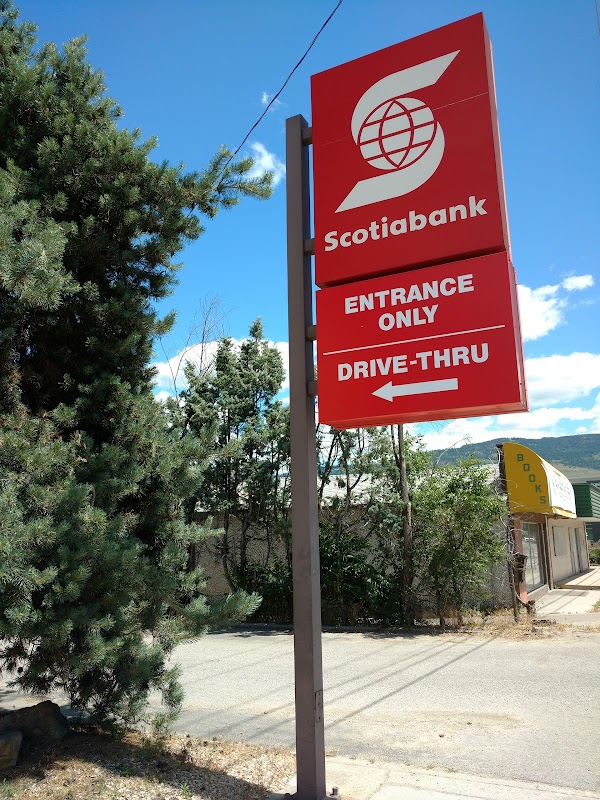 Scotiabank
ENTRANCE
ONLY
DRIVE-THRU
BOOKS